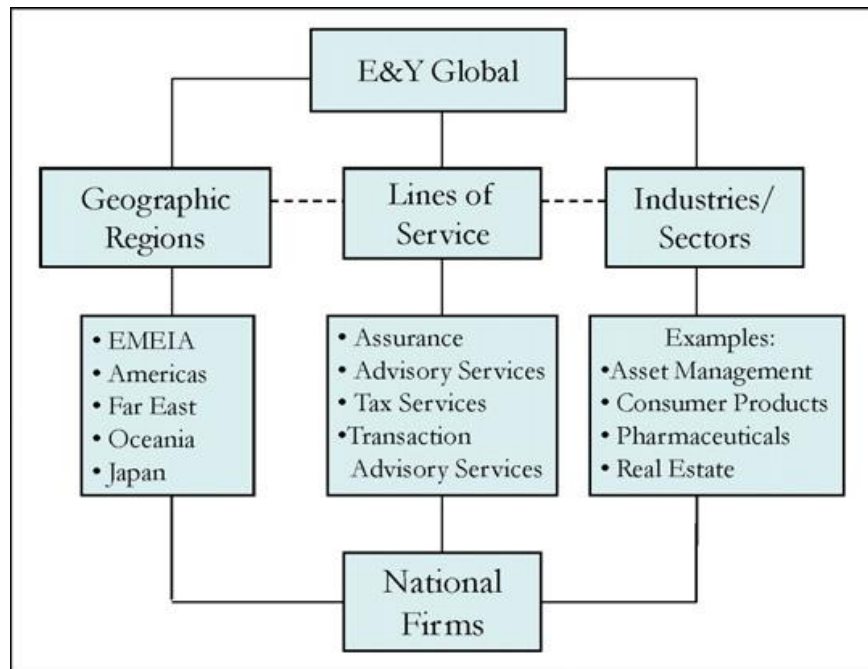 E&Y Global
Geographic
Regions
Lines of
Service
Industries/
Sectors
• EMEIA
• Americas
• Far East
• Oceania
• Japan
• Assurance
• Advisory Services
• Tax Services
•Transaction
Advisory Services
Examples:
•Asset Management
• Consumer Products
• Pharmaceuticals
• Real Estate
National
Firms